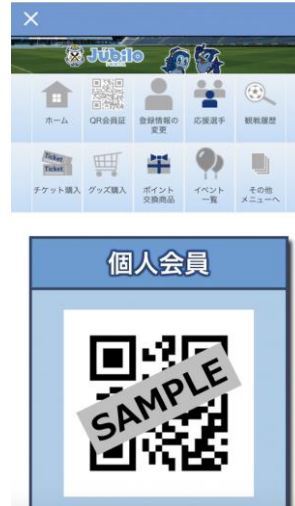 Júbilo
ホーム
QR会員証
登録情報の
変更
応援選手
観戦履歴
Ticket
Ticket
チケット購入
グッズ購入
ポイント
交換商品
イベント
一覧
その他
メニューへ
個人会員
SAMPLE